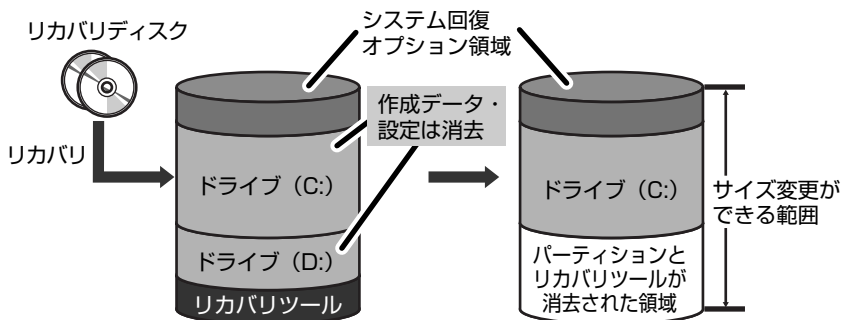 リカバリディスク
システム回復
オプション領域
作成データ・
設定は消去
リカバリ
ドライブ（C:）
ドライブ（D:）
リカバリツール
ドライブ（C:）
パーティションと
リカバリツールが
消去された領域
サイズ変更が
できる範囲